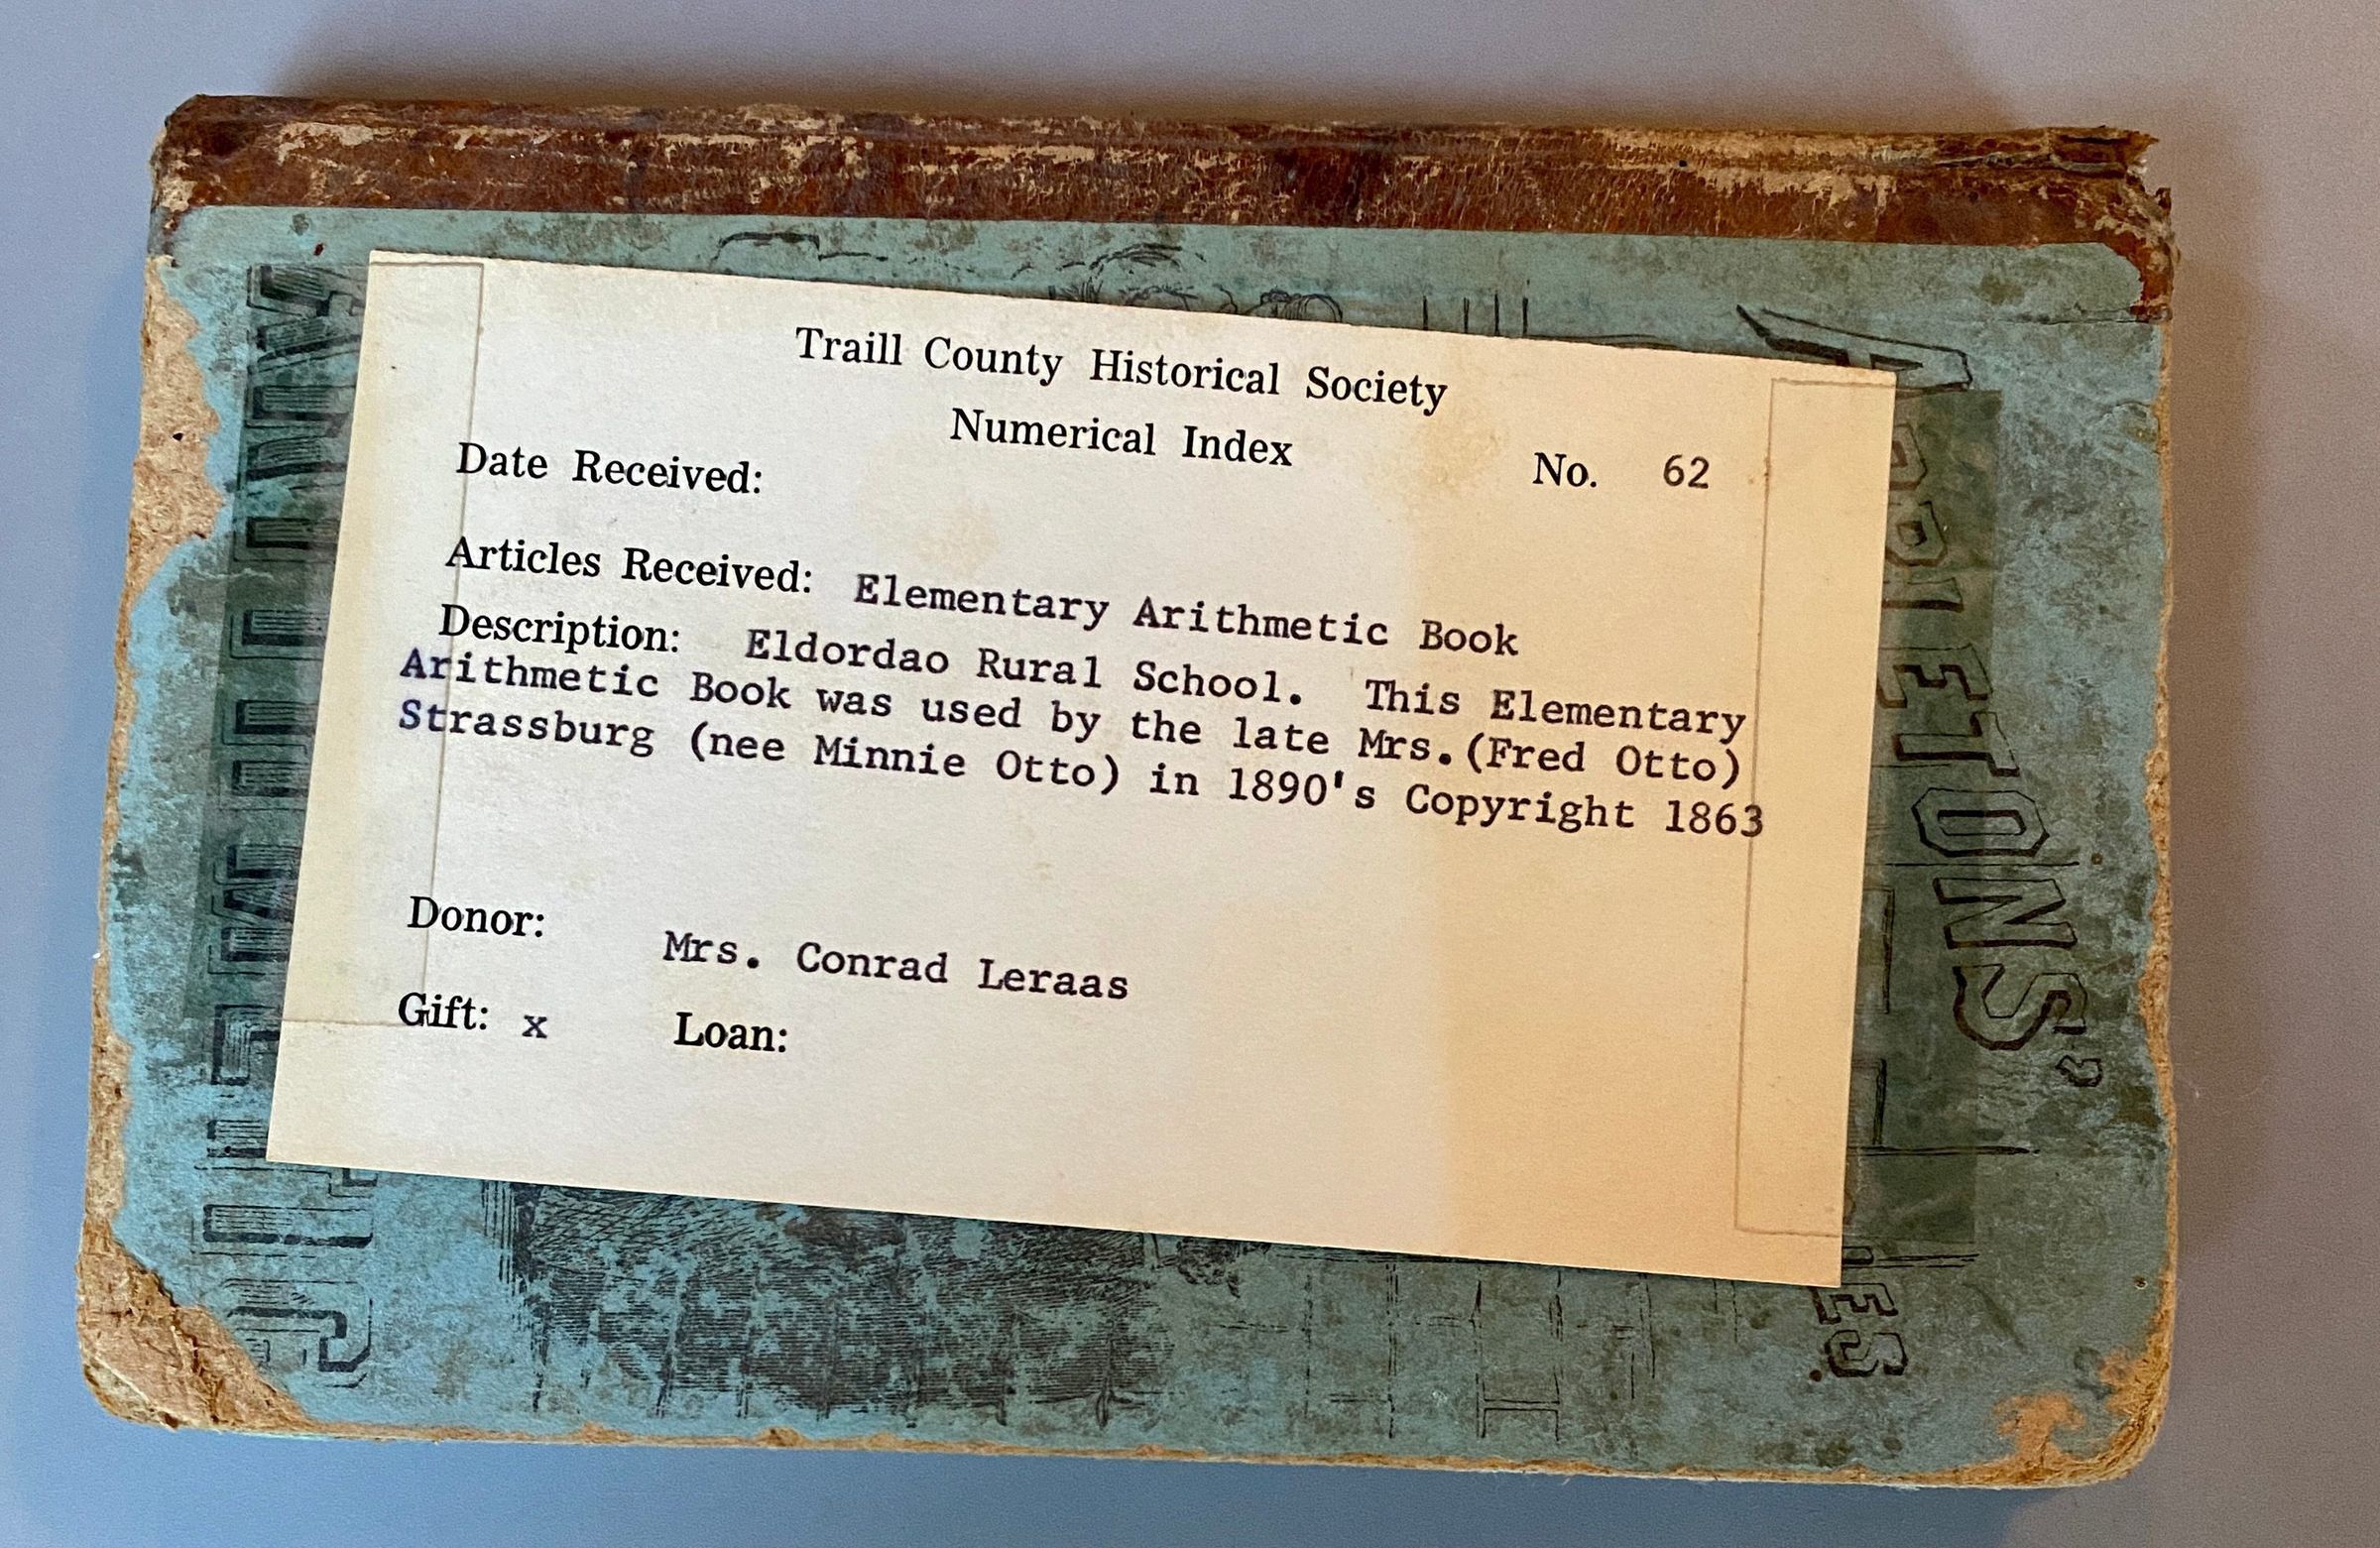 Traill County Historical Society
Numerical Index
Date Received: No. 62
Articles Received: Elementary Arithmetic Book
Description: Eldordao Rural School. This Elementary
Arithmetic Book was used by the late Mrs.(Fred Otto)
Strassburg (nee Minnie Otto) in 1890's Copyright 1863
Donor: Mrs. Conrad Leraas
Gift: x Loan:
APPLETONS'